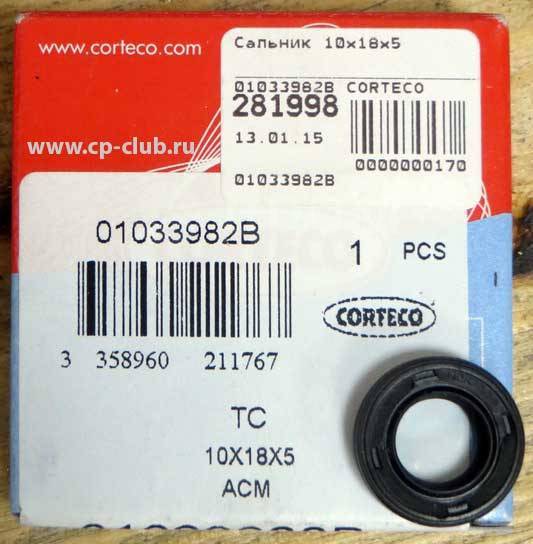 www.corteco.com
Сальник 10x18x5
01033982B CORTECO
281998
13.01.15
0000000170
01033982B
www.cp-club.ru
01033982B
1 PCS
3 358960 211767
CORTECO
TC
10X18X5
ACM